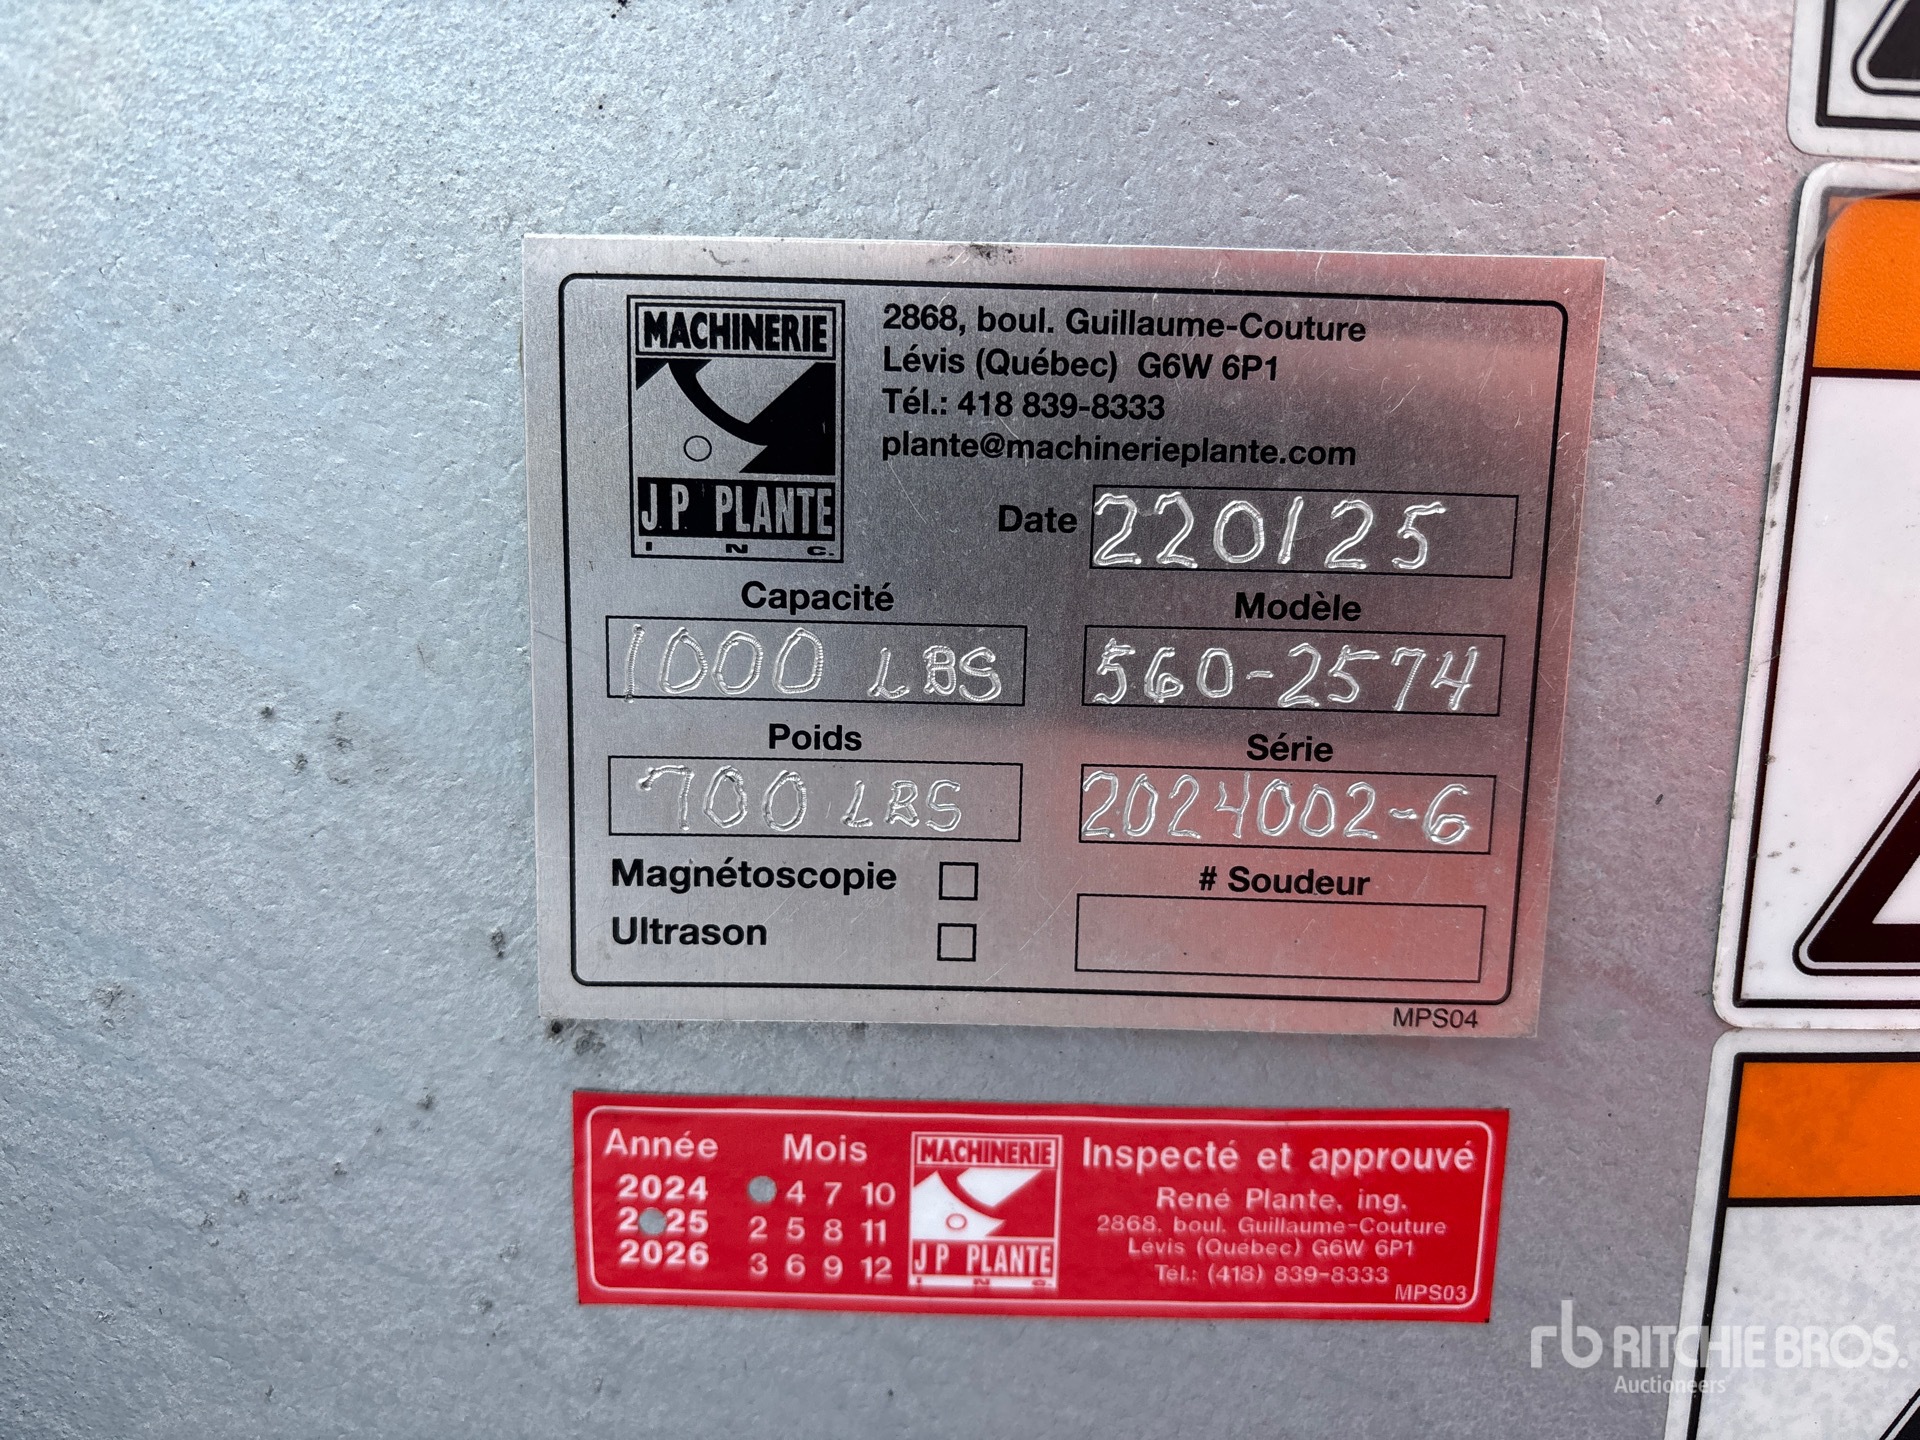 MACHINERIE
J P PLANTE
INC.
2868, boul. Guillaume-Couture
Lévis (Québec) G6W 6P1
Tél.: 418 839-8333
plante@machinerieplante.com
Date 220125
Capacité
1000 LBS
Modèle
560-2574
Poids
700 LBS
Série
2024002-6
Magnétoscopie
Ultrason
# Soudeur
MPS04
Année Mois
2024 4 7 10
2025 2 5 8 11
2026 3 6 9 12
MACHINERIE
J P PLANTE
INC.
Inspecté et approuvé
René Plante, ing.
2868, boul. Guillaume-Couture
Lévis (Québec) G6W 6P1
Tél.: (418) 839-8333
MPS03
rb RITCHIE BROS.
Auctioneers